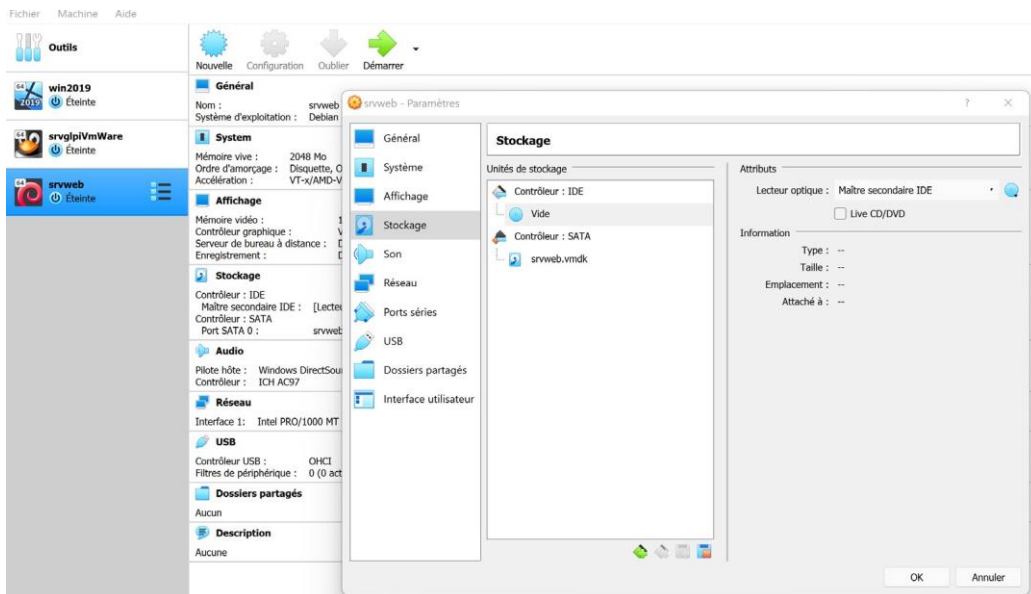 Fichier Machine Aide
Outils
win2019
Éteinte
srvglpiVmWare
Éteinte
srvweb
Éteinte
Nouvelle Configuration Oublier Démarrer
Général
Nom : srvweb
Système d'exploitation : Debian
System
Mémoire vive : 2048 Mo
Ordre d'amorçage : Disquette, O
Accélération : VT-x/AMD-V
Affichage
Mémoire vidéo : 1
Contrôleur graphique : V
Serveur de bureau à distance : D
Enregistrement : D
Stockage
Contrôleur : IDE
Maître secondaire IDE : [Lecte
Contrôleur : SATA
Port SATA 0 : srvweb
Audio
Pilote hôte : Windows DirectSou
Contrôleur : ICH AC97
Réseau
Interface 1: Intel PRO/1000 MT
USB
Contrôleur USB : OHCI
Filtres de périphérique : 0 (0 act
Dossiers partagés
Aucun
Description
Aucune
srvweb - Paramètres
Général
Système
Affichage
Stockage
Son
Réseau
Ports séries
USB
Dossiers partagés
Interface utilisateur
Stockage
Unités de stockage
Contrôleur : IDE
Vide
Contrôleur : SATA
srvweb.vmdk
Attributs
Lecteur optique : Maître secondaire IDE
Live CD/DVD
Information
Type : --
Taille : --
Emplacement : --
Attaché à : --
OK Annuler